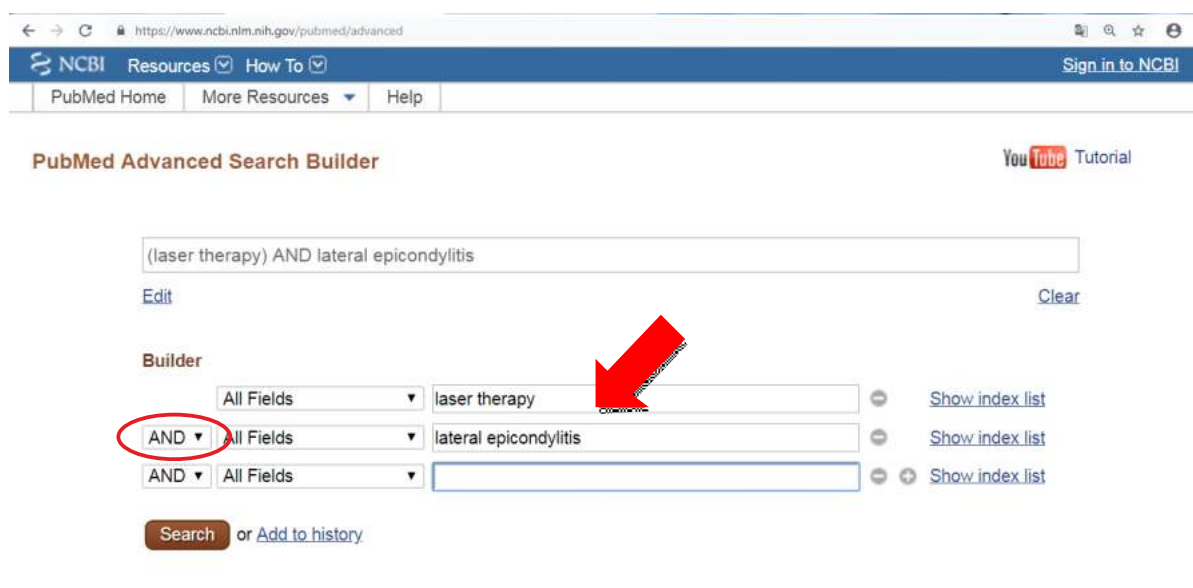 https://www.ncbi.nlm.nih.gov/pubmed/advanced
NCBI Resources How To Sign in to NCBI
PubMed Home More Resources Help
PubMed Advanced Search Builder
You Tube Tutorial
(laser therapy) AND lateral epicondylitis
Edit Clear
Builder
All Fields laser therapy Show index list
AND All Fields lateral epicondylitis Show index list
AND All Fields Show index list
Search or Add to history